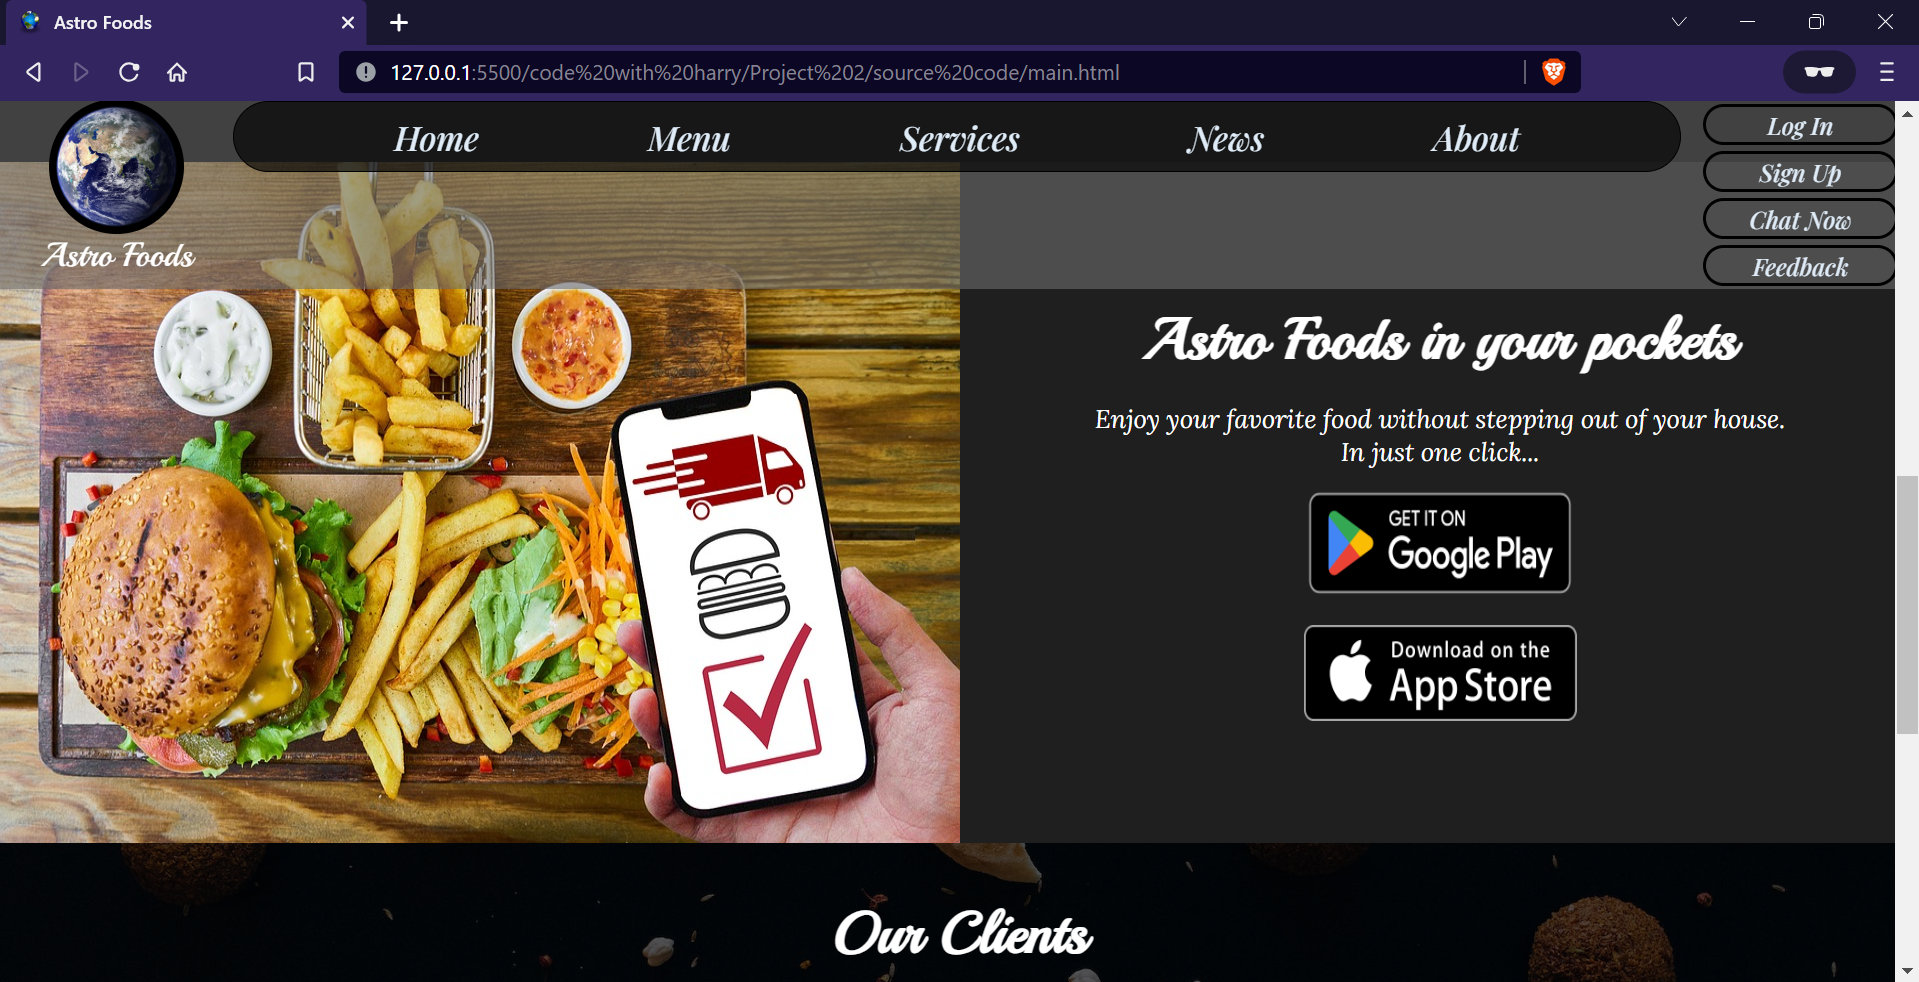 Astro Foods
127.0.0.1:5500/code%20with%20harry/Project%202/source%20code/main.html
Home Menu Services News About
Log In
Sign Up
Chat Now
Feedback
Astro Foods
Astro Foods in your pockets
Enjoy your favorite food without stepping out of your house.
In just one click...
GET IT ON
Google Play
Download on the
App Store
Our Clients